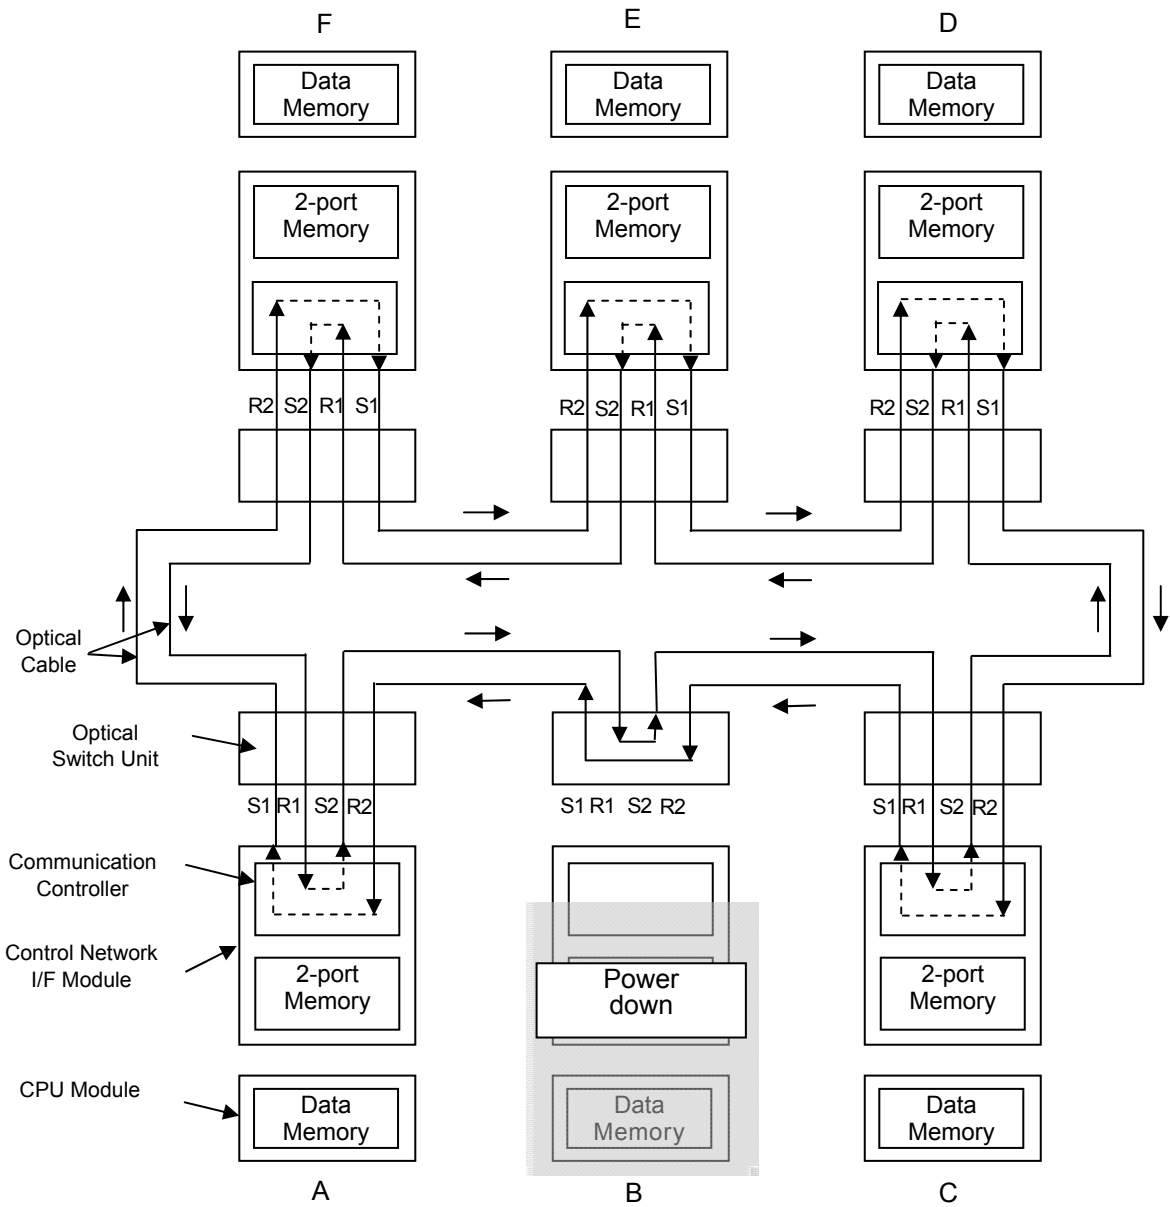 F
E
D
Data
Memory
Data
Memory
Data
Memory
2-port
Memory
2-port
Memory
2-port
Memory
R2 S2 R1 S1
R2 S2 R1 S1
R2 S2 R1 S1
Optical
Cable
Optical
Switch Unit
S1 R1 S2 R2
S1 R1 S2 R2
S1 R1 S2 R2
Communication
Controller
Control Network
I/F Module
2-port
Memory
Power
down
2-port
Memory
CPU Module
Data
Memory
Data
Memory
Data
Memory
A
B
C